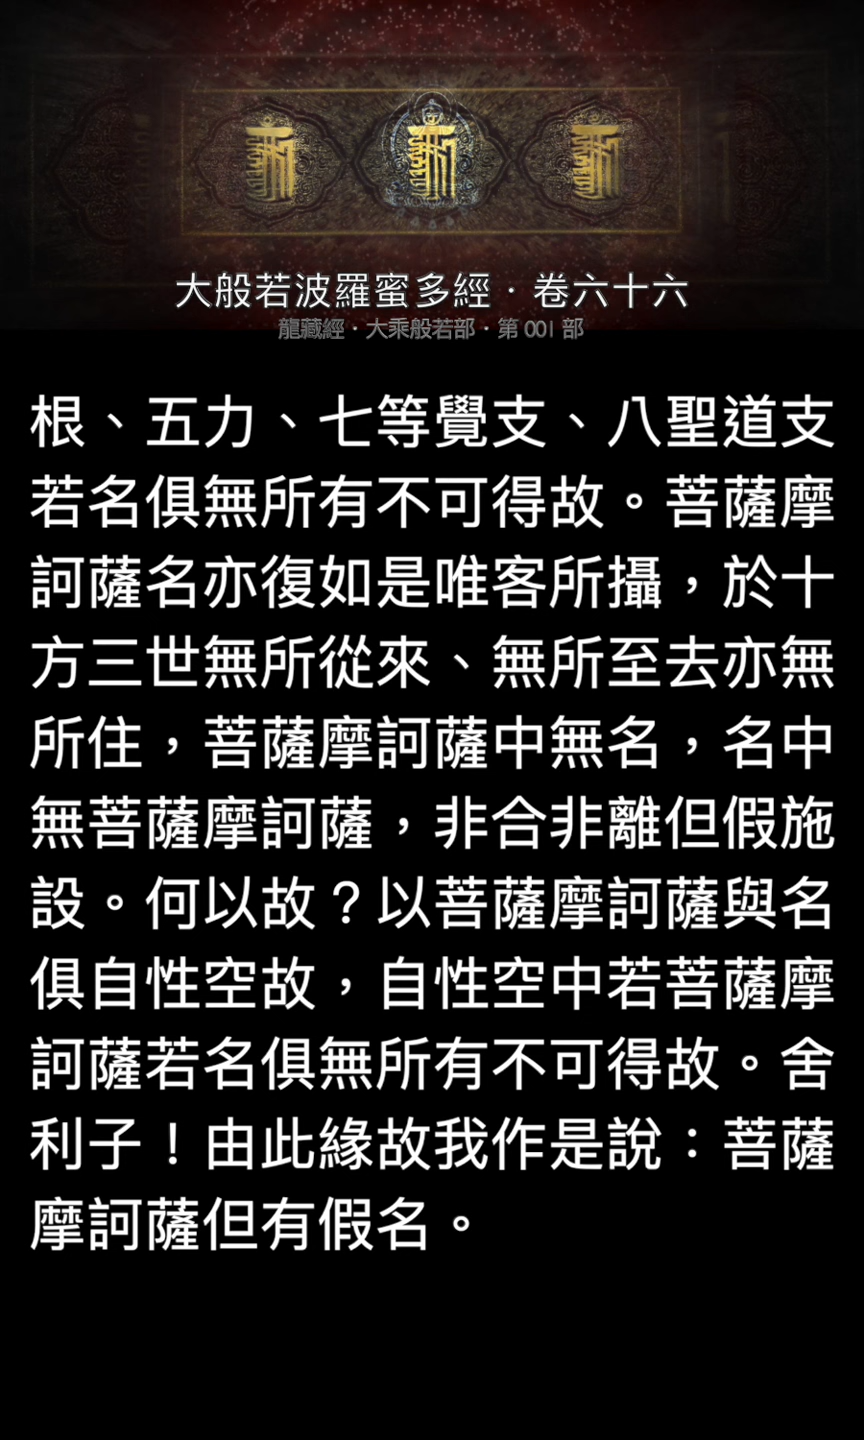 大般若波羅蜜多經．卷六十六
龍藏經．大乘般若部．第 001 部
根、五力、七等覺支、八聖道支
若名俱無所有不可得故。菩薩摩
訶薩名亦復如是唯客所攝，於十
方三世無所從來、無所至去亦無
所住，菩薩摩訶薩中無名，名中
無菩薩摩訶薩，非合非離但假施
設。何以故？以菩薩摩訶薩與名
俱自性空故，自性空中若菩薩摩
訶薩若名俱無所有不可得故。舍
利子！由此緣故我作是說：菩薩
摩訶薩但有假名。